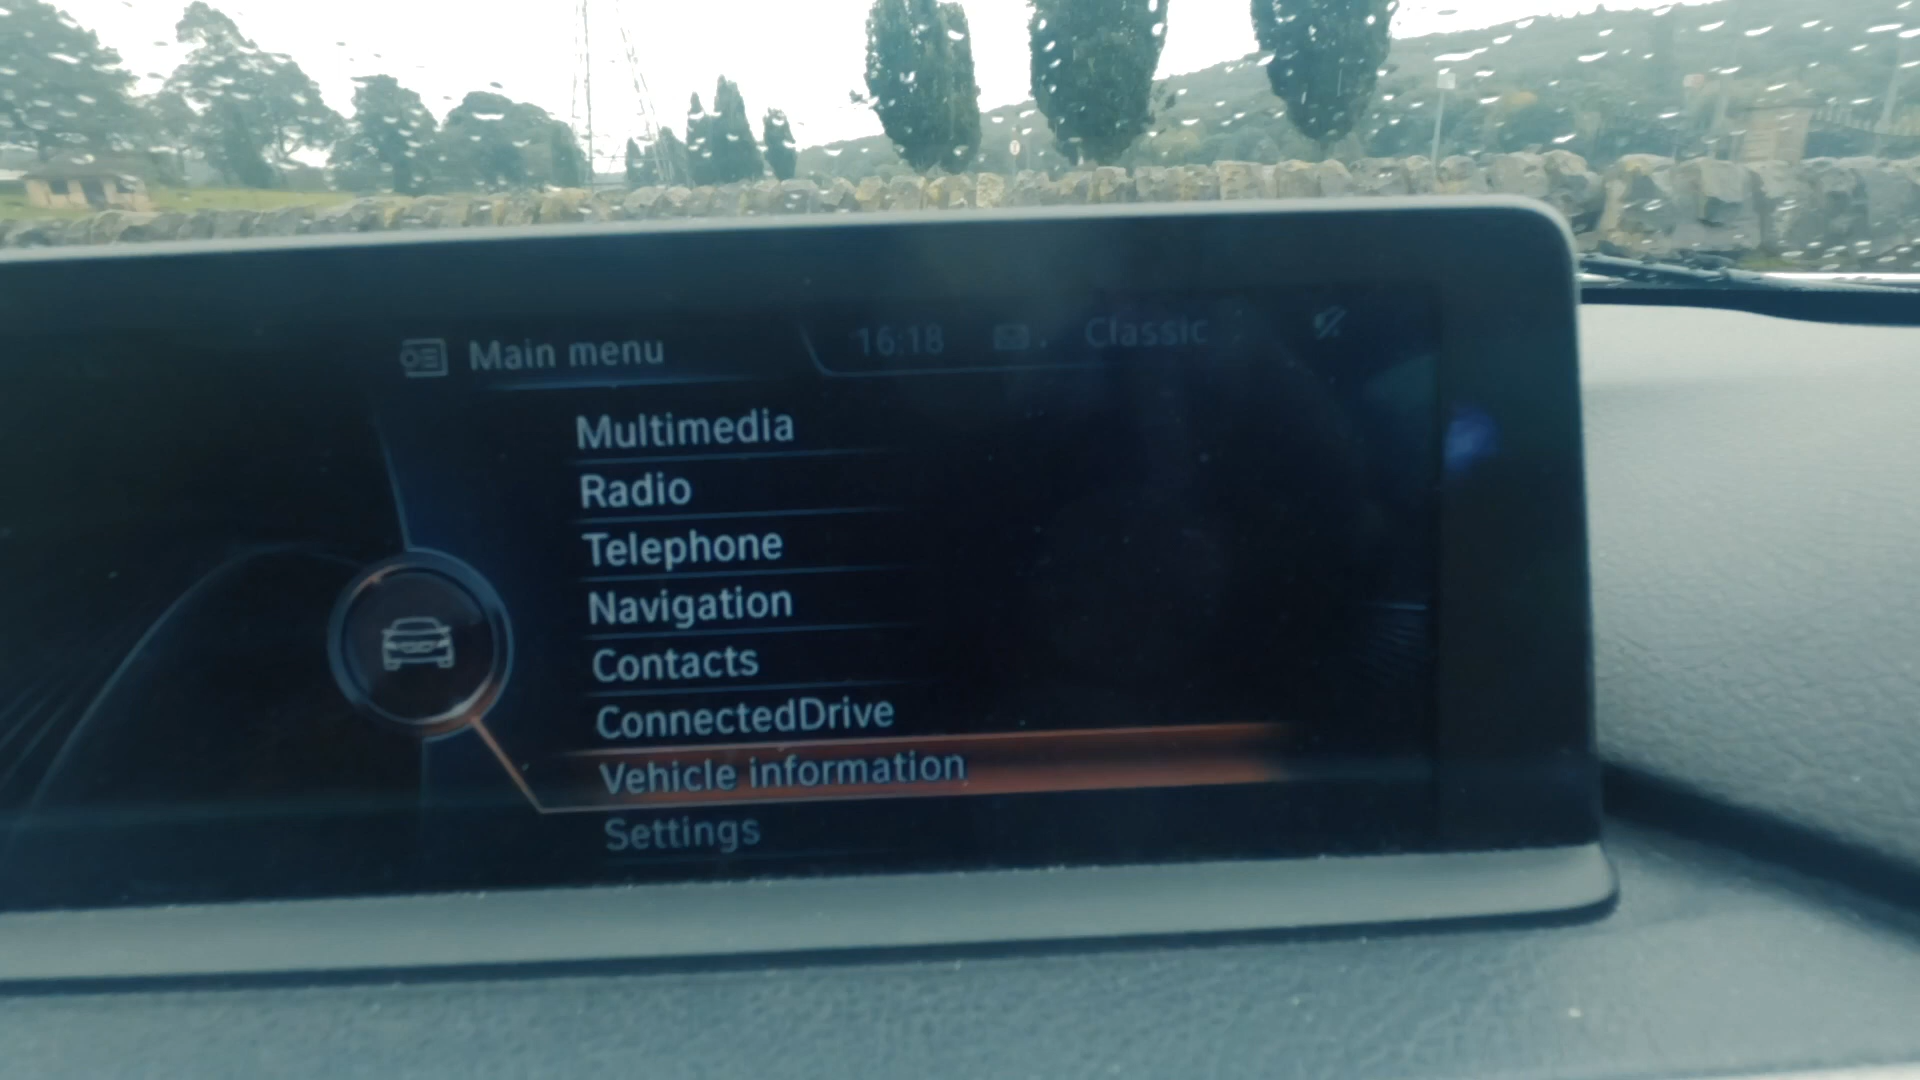 Main menu 16:18 Classic
Multimedia
Radio
Telephone
Navigation
Contacts
ConnectedDrive
Vehicle information
Settings